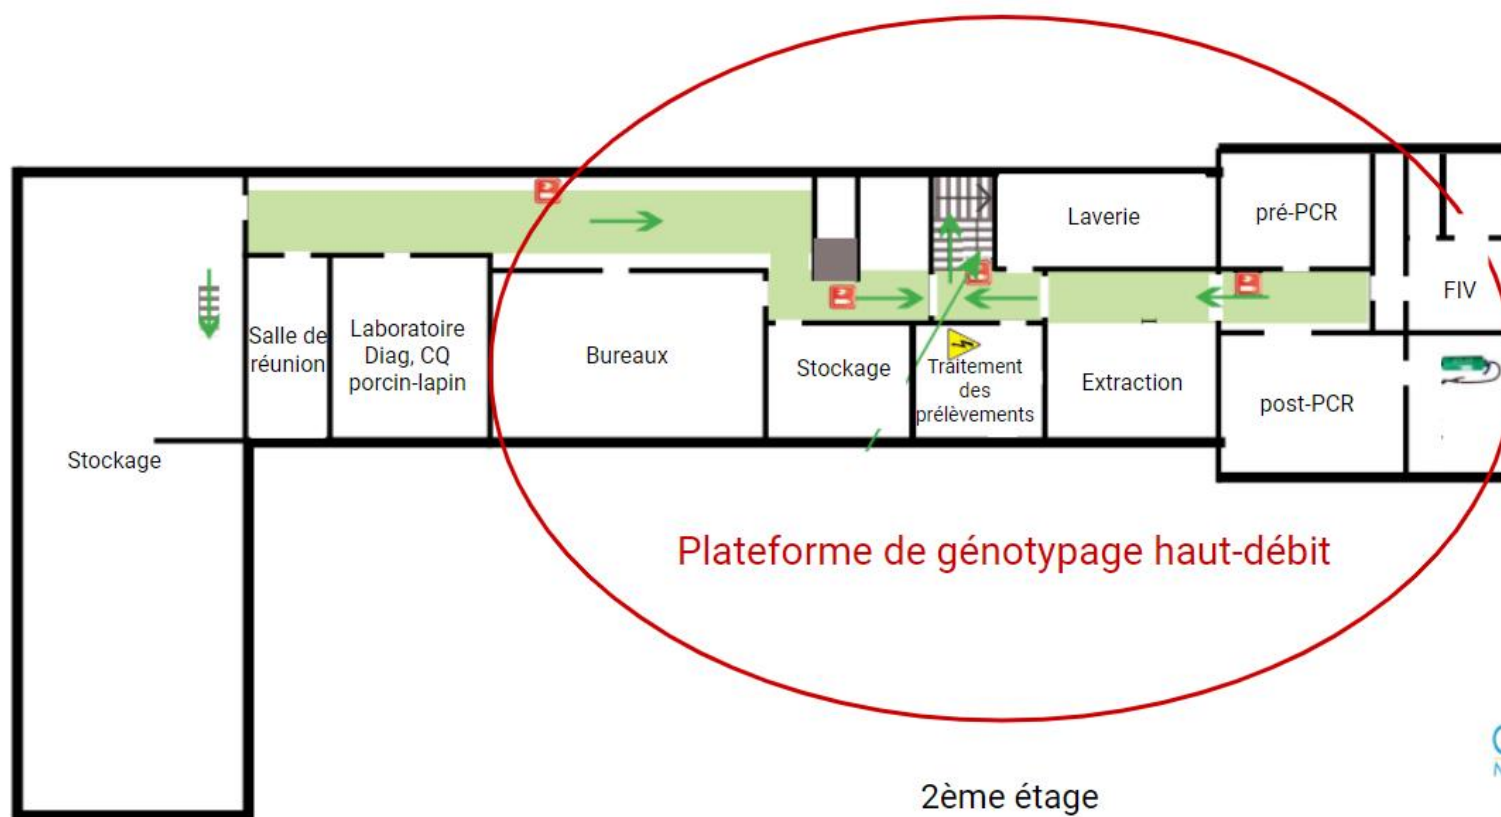 Laverie
pré-PCR
FIV
Salle de
réunion
Laboratoire
Diag, CQ
porcin-lapin
Bureaux
Stockage
Traitement
des
prélèvements
Extraction
post-PCR
Stockage
Plateforme de génotypage haut-débit
2ème étage